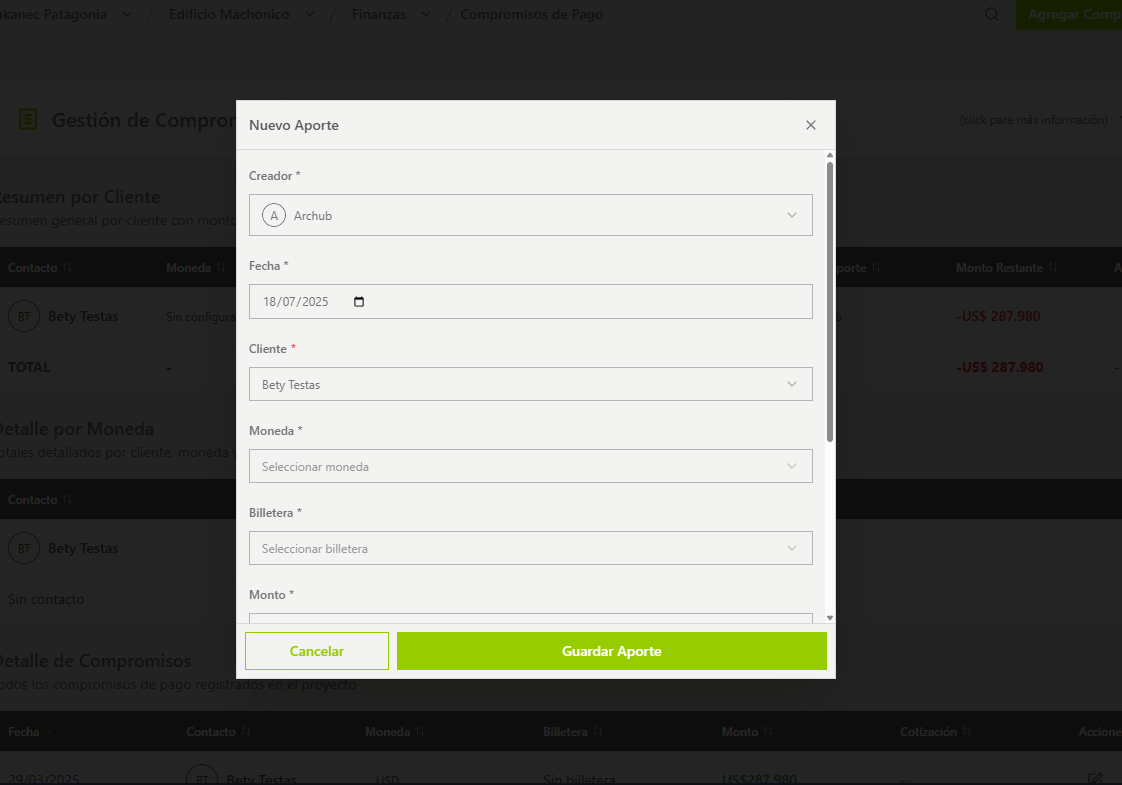 Patagonia / Edificio Machónico / Finanzas / Compromisos de Pago
Agregar Comp
Gestión de Compro
(click para más información)
Nuevo Aporte
Creador *
A Archub
Fecha *
18/07/2025
Cliente *
Bety Testas
Moneda *
Seleccionar moneda
Billetera *
Seleccionar billetera
Monto *
Cancelar
Guardar Aporte
Resumen por Cliente
esumen general por cliente con monto
Contacto
Moneda
porte
Monto Restante
A
BT Bety Testas
Sin configura
-US$ 287.980
TOTAL
-
-US$ 287.980
-
Detalle por Moneda
otales detallados por cliente, moneda y
Contacto
BT Bety Testas
Sin contacto
Detalle de Compromisos
odos los compromisos de pago registrados en el proyecto
Fecha
Contacto
Moneda
Billetera
Monto
Cotización
Accione
29/03/2025
BT Bety Testas
USD
Sin billetera
US$287.980
-